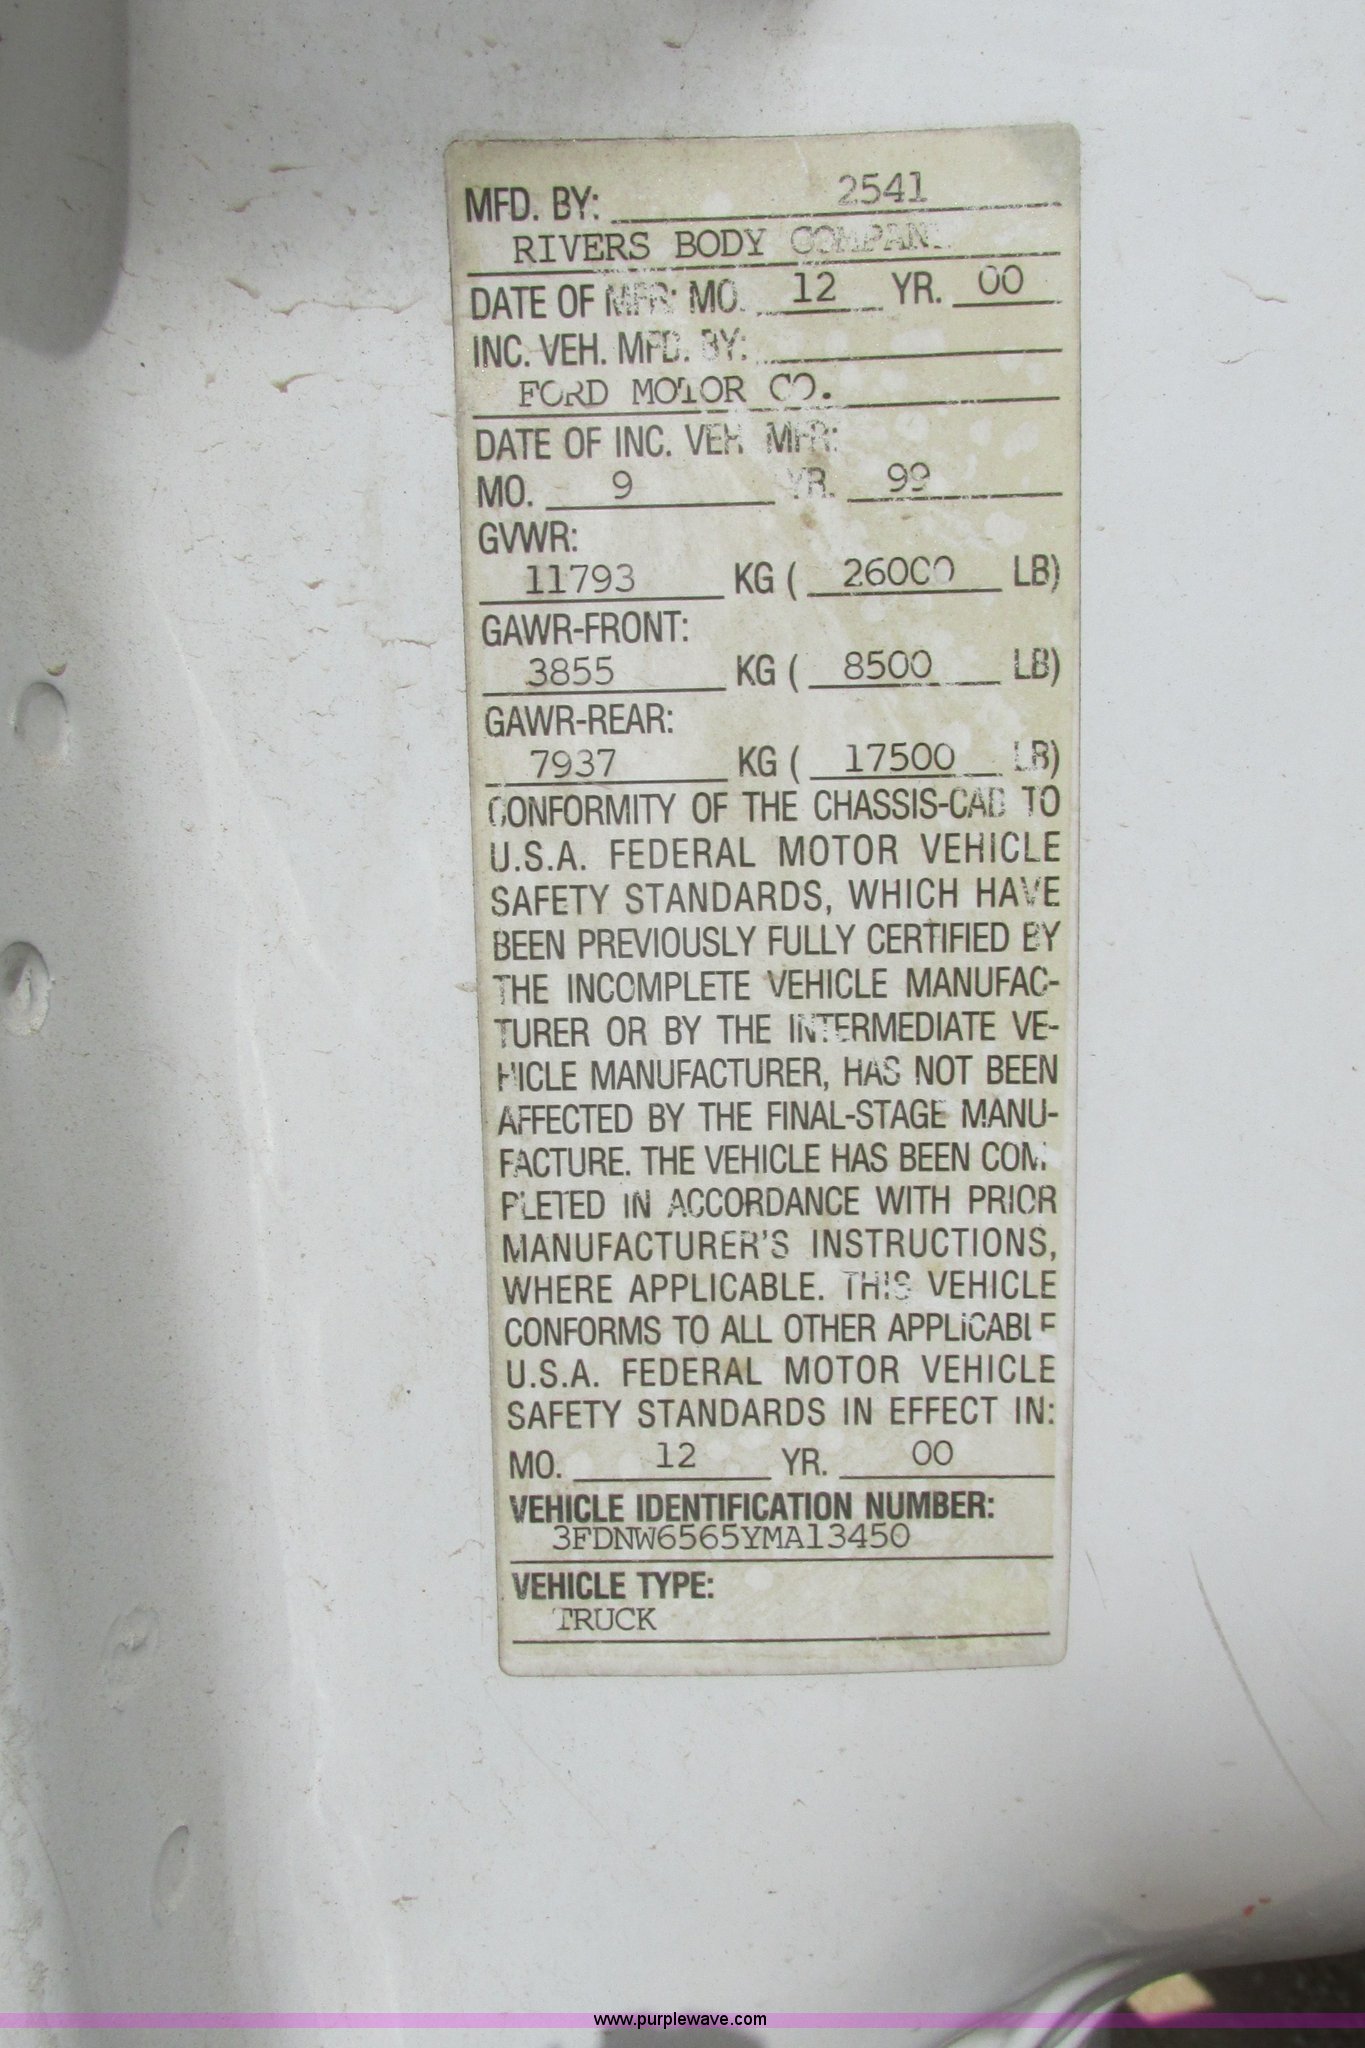 MFD. BY: 2541
RIVERS BODY COMPANY
DATE OF MFR: MO. 12 YR. 00
INC. VEH. MFD. BY:
FORD MOTOR CO.
DATE OF INC. VEH MFR:
MO. 9 YR. 99
GVWR:
11793 KG ( 26000 LB)
GAWR-FRONT:
3855 KG ( 8500 LB)
GAWR-REAR:
7937 KG ( 17500 LB)
CONFORMITY OF THE CHASSIS-CAB TO
U.S.A. FEDERAL MOTOR VEHICLE
SAFETY STANDARDS, WHICH HAVE
BEEN PREVIOUSLY FULLY CERTIFIED BY
THE INCOMPLETE VEHICLE MANUFAC-
TURER OR BY THE INTERMEDIATE VE-
HICLE MANUFACTURER, HAS NOT BEEN
AFFECTED BY THE FINAL-STAGE MANU-
FACTURE. THE VEHICLE HAS BEEN COM-
PLETED IN ACCORDANCE WITH PRIOR
MANUFACTURER'S INSTRUCTIONS,
WHERE APPLICABLE. THIS VEHICLE
CONFORMS TO ALL OTHER APPLICABLE
U.S.A. FEDERAL MOTOR VEHICLE
SAFETY STANDARDS IN EFFECT IN:
MO. 12 YR. 00
VEHICLE IDENTIFICATION NUMBER:
3FDNW6565YMA13450
VEHICLE TYPE:
TRUCK
www.purplewave.com